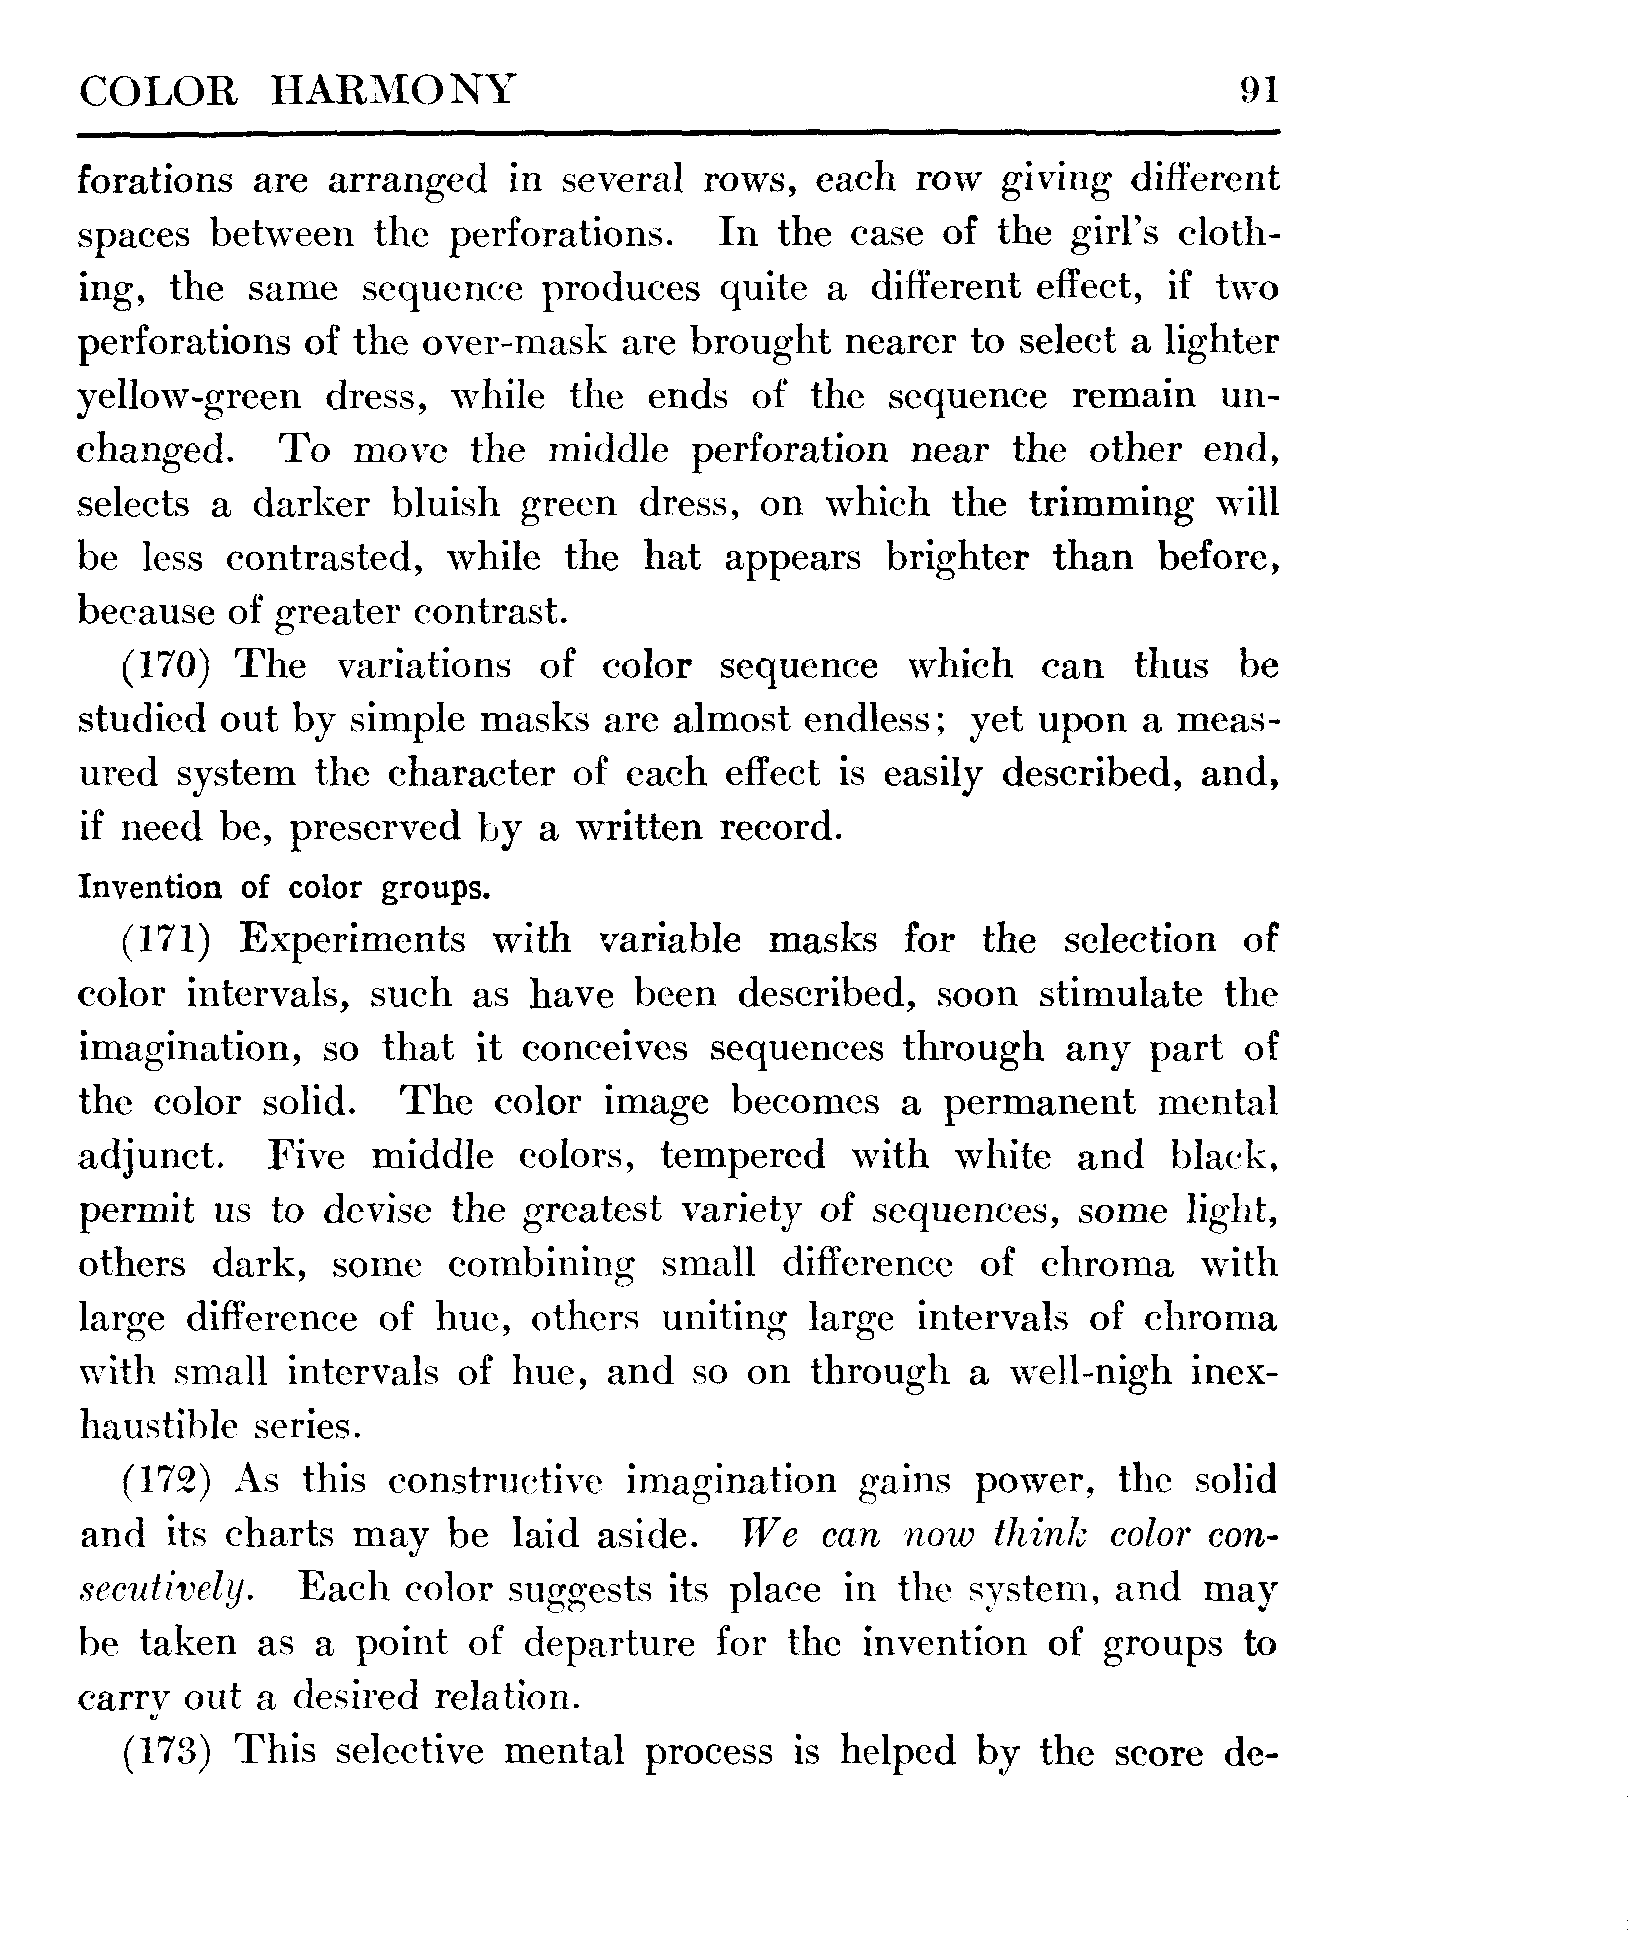 COLOR HARMONY 91
forations are arranged in several rows, each row giving different
spaces between the perforations. In the case of the girl's cloth-
ing, the same sequence produces quite a different effect, if two
perforations of the over-mask are brought nearer to select a lighter
yellow-green dress, while the ends of the sequence remain un-
changed. To move the middle perforation near the other end,
selects a darker bluish green dress, on which the trimming will
be less contrasted, while the hat appears brighter than before,
because of greater contrast.
(170) The variations of color sequence which can thus be
studied out by simple masks are almost endless; yet upon a meas-
ured system the character of each effect is easily described, and,
if need be, preserved by a written record.
Invention of color groups.
(171) Experiments with variable masks for the selection of
color intervals, such as have been described, soon stimulate the
imagination, so that it conceives sequences through any part of
the color solid. The color image becomes a permanent mental
adjunct. Five middle colors, tempered with white and black,
permit us to devise the greatest variety of sequences, some light,
others dark, some combining small difference of chroma with
large difference of hue, others uniting large intervals of chroma
with small intervals of hue, and so on through a well-nigh inex-
haustible series.
(172) As this constructive imagination gains power, the solid
and its charts may be laid aside. We can now think color con-
secutively. Each color suggests its place in the system, and may
be taken as a point of departure for the invention of groups to
carry out a desired relation.
(173) This selective mental process is helped by the score de-